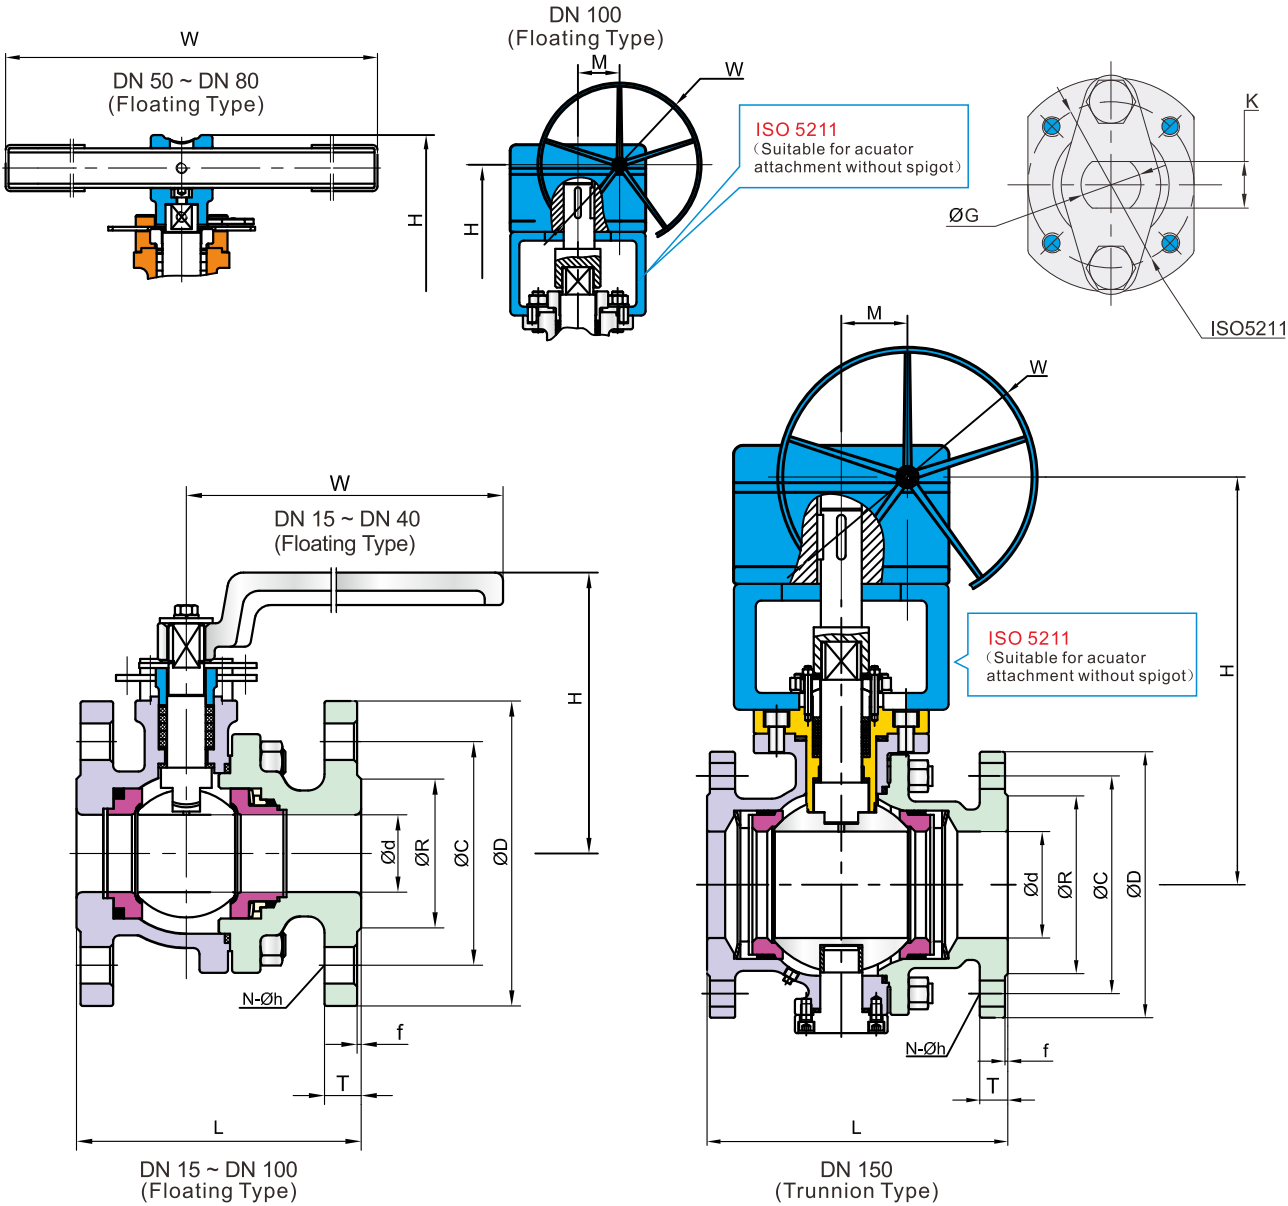 W
DN 50 ~ DN 80
(Floating Type)
H
DN 100
(Floating Type)
M
W
H
ISO 5211
(Suitable for acuator
attachment without spigot)
K
ØG
ISO5211
W
DN 15 ~ DN 40
(Floating Type)
H
Ød
ØR
ØC
ØD
N-Øh
f
T
L
DN 15 ~ DN 100
(Floating Type)
M
W
ISO 5211
(Suitable for acuator
attachment without spigot)
H
Ød
ØR
ØC
ØD
N-Øh
f
T
L
DN 150
(Trunnion Type)